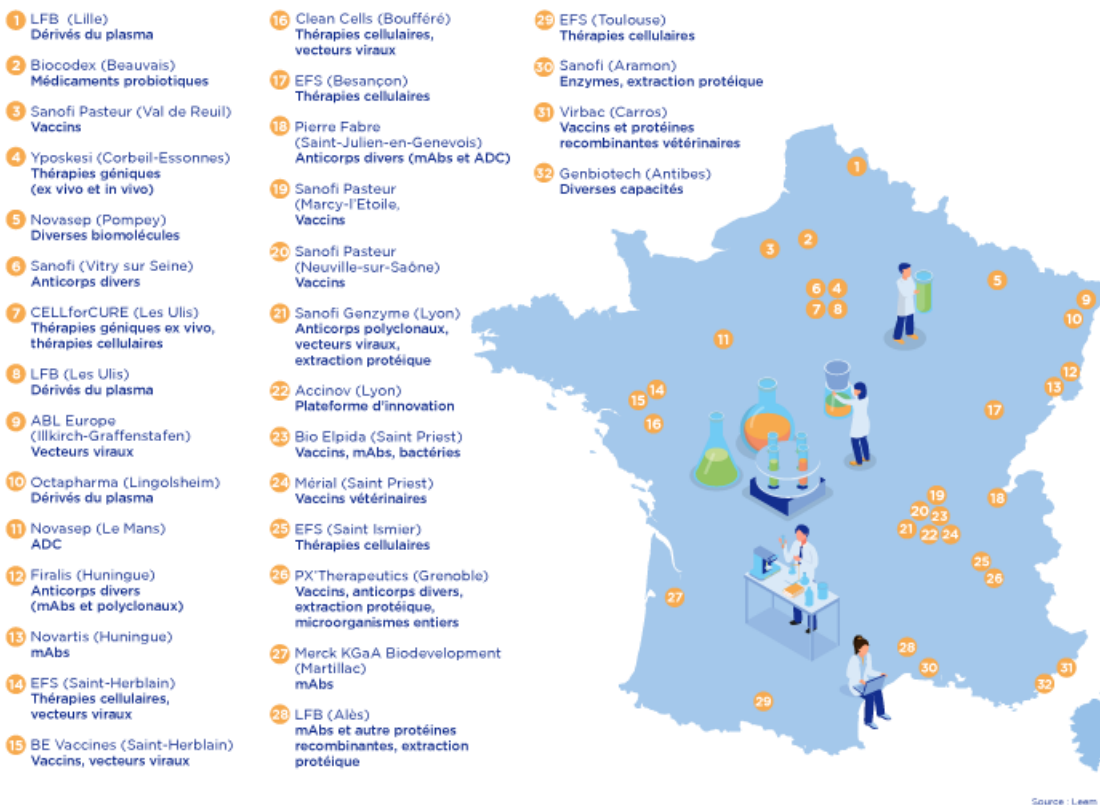 1 LFB (Lille)
Dérivés du plasma
2 Biocodex (Beauvais)
Médicaments probiotiques
3 Sanofi Pasteur (Val de Reuil)
Vaccins
4 Yposkesi (Corbeil-Essonnes)
Thérapies géniques
(ex vivo et in vivo)
5 Novasep (Pompey)
Diverses biomolécules
6 Sanofi (Vitry sur Seine)
Anticorps divers
7 CELLforCURE (Les Ulis)
Thérapies géniques ex vivo,
thérapies cellulaires
8 LFB (Les Ulis)
Dérivés du plasma
9 ABL Europe
(Illkirch-Graffenstafen)
Vecteurs viraux
10 Octapharma (Lingolsheim)
Dérivés du plasma
11 Novasep (Le Mans)
ADC
12 Firalis (Huningue)
Anticorps divers
(mAbs et polyclonaux)
13 Novartis (Huningue)
mAbs
14 EFS (Saint-Herblain)
Thérapies cellulaires,
vecteurs viraux
15 BE Vaccines (Saint-Herblain)
Vaccins, vecteurs viraux
16 Clean Cells (Boufféré)
Thérapies cellulaires,
vecteurs viraux
17 EFS (Besançon)
Thérapies cellulaires
18 Pierre Fabre
(Saint-Julien-en-Genevois)
Anticorps divers (mAbs et ADC)
19 Sanofi Pasteur
(Marcy-l'Etoile,
Vaccins
20 Sanofi Pasteur
(Neuville-sur-Saône)
Vaccins
21 Sanofi Genzyme (Lyon)
Anticorps polyclonaux,
vecteurs viraux,
extraction protéique
22 Accinov (Lyon)
Plateforme d'innovation
23 Bio Elpida (Saint Priest)
Vaccins, mAbs, bactéries
24 Mérial (Saint Priest)
Vaccins vétérinaires
25 EFS (Saint Ismier)
Thérapies cellulaires
26 PX'Therapeutics (Grenoble)
Vaccins, anticorps divers,
extraction protéique,
microorganismes entiers
27 Merck KGaA Biodevelopment
(Martillac)
mAbs
28 LFB (Alès)
mAbs et autre protéines
recombinantes, extraction
protéique
29 EFS (Toulouse)
Thérapies cellulaires
30 Sanofi (Aramon)
Enzymes, extraction protéique
31 Virbac (Carros)
Vaccins et protéines
recombinantes vétérinaires
32 Genbiotech (Antibes)
Diverses capacités
1
2
3
5
6 4
9
7 8
10
11
12
13
14
15
17
16
19
18
20 23
21 22 24
25
26
27
28
30
31
32
29
Source : Leem